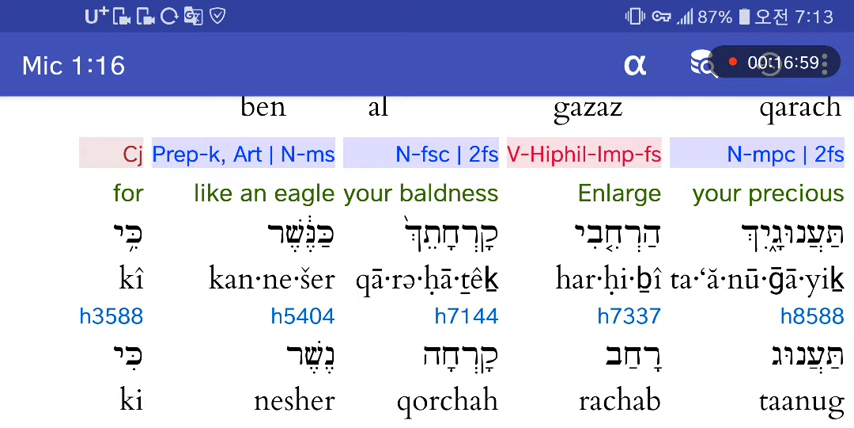 U+ 87% 오전 7:13
Mic 1:16 α 00:16:59
ben al gazaz qarach
Cj Prep-k, Art | N-ms N-fsc | 2fs V-Hiphil-Imp-fs N-mpc | 2fs
for like an eagle your baldness Enlarge your precious
כִּ֥י כַּנֶּ֔שֶׁר קָרְחָתֵךְ֙ הַרְחִ֤בִי תַּעֲנוּגָ֑יִךְ
kî kan·ne·šer qā·rə·ḥā·ṯêḵ har·ḥi·ḇî ta·‘ă·nū·ḡā·yiḵ
h3588 h5404 h7144 h7337 h8588
כִּי נֶשֶׁר קָרְחָה רָחַב תַּעֲנוּג
ki nesher qorchah rachab taanug